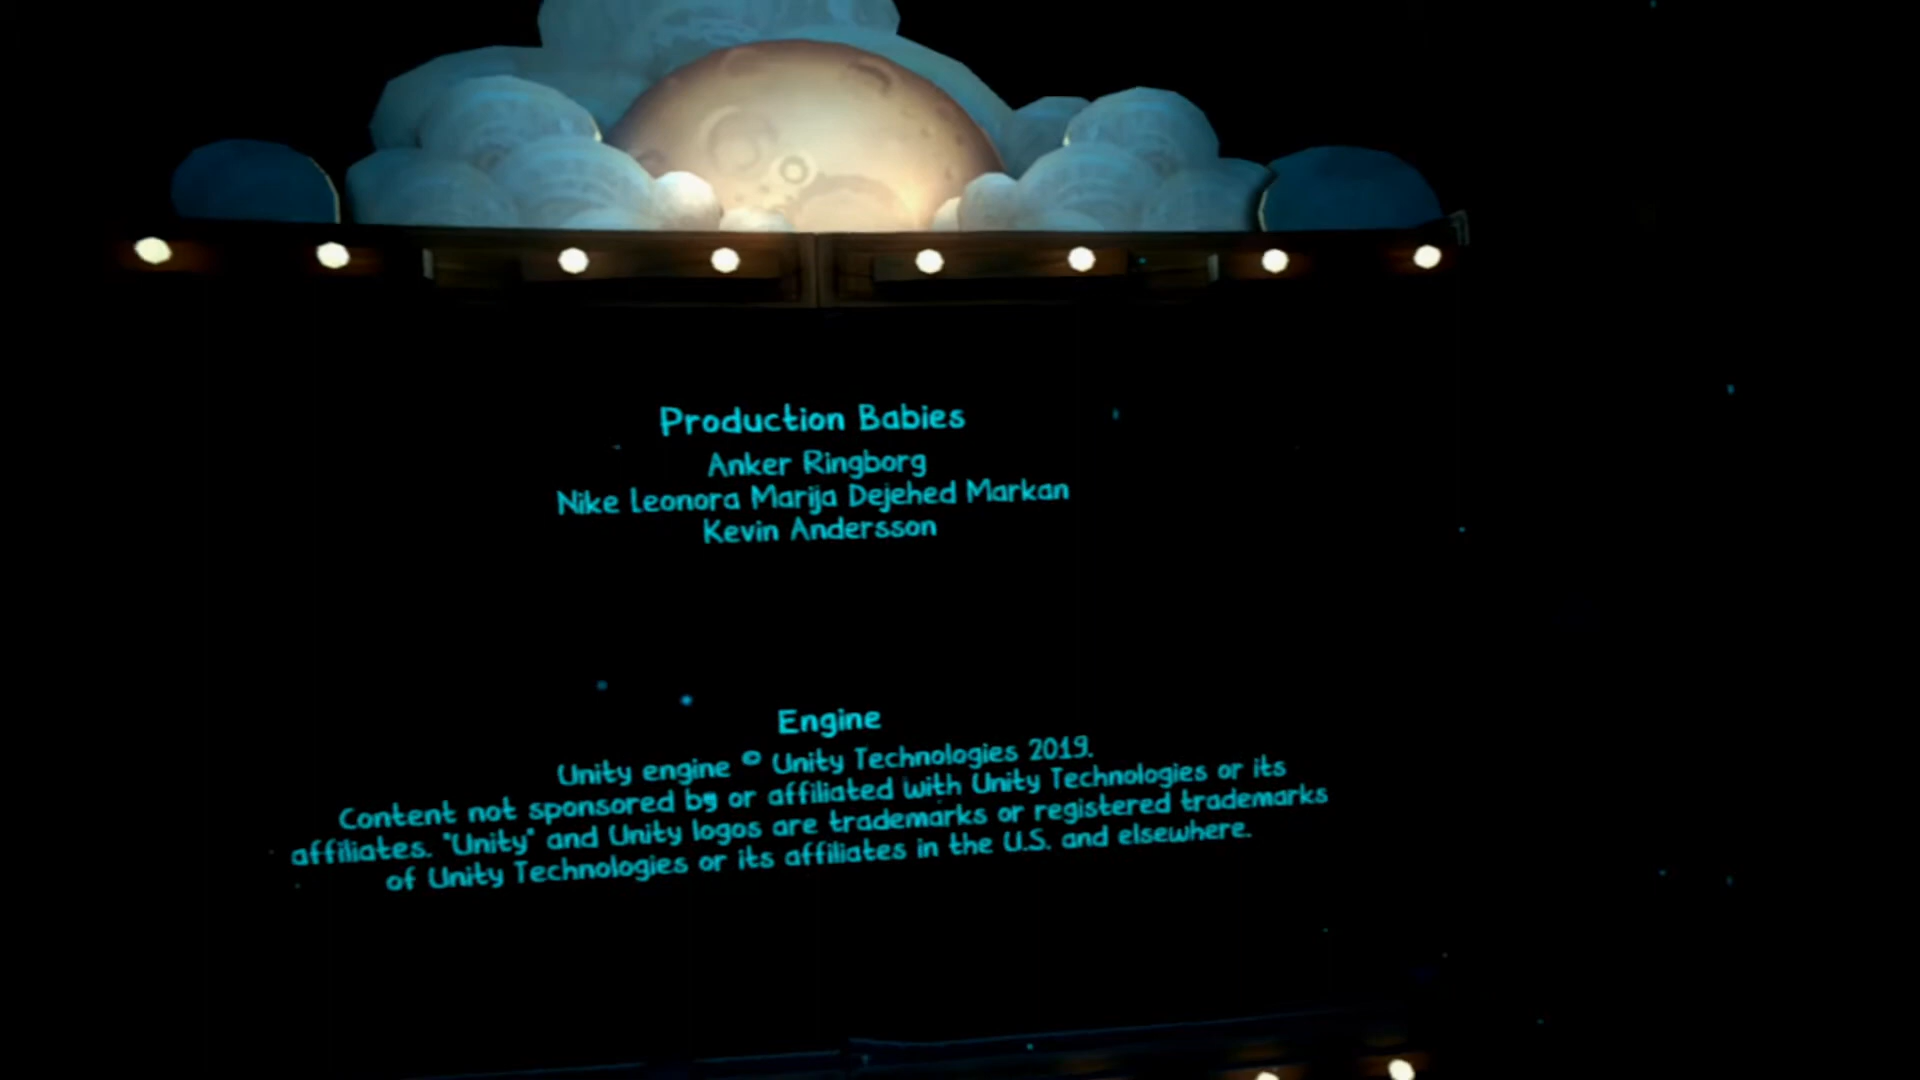 Production Babies
Anker Ringborg
Nike Leonora Marija Dejehed Markan
Kevin Andersson
Engine
Unity engine © Unity Technologies 2019.
Content not sponsored by or affiliated with Unity Technologies or its
affiliates. "Unity" and Unity logos are trademarks or registered trademarks
of Unity Technologies or its affiliates in the U.S. and elsewhere.